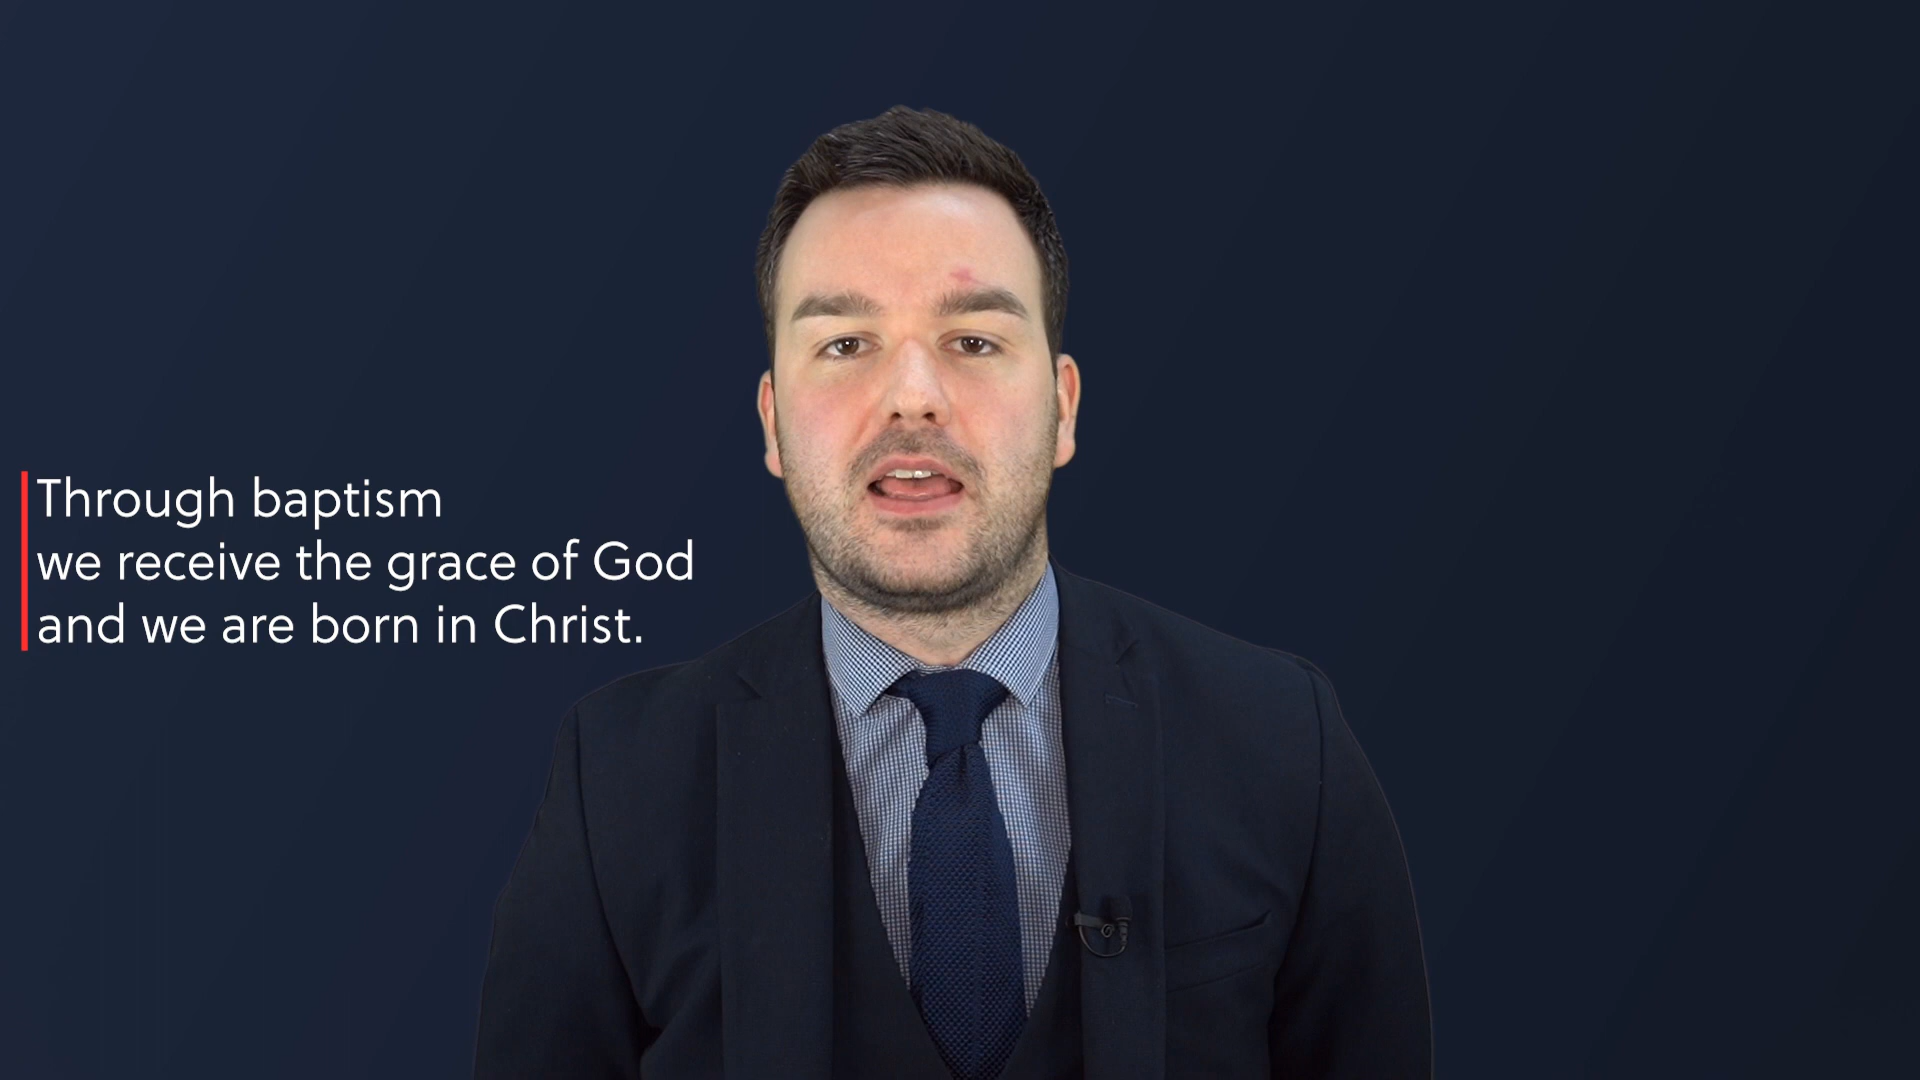 Through baptism
we receive the grace of God
and we are born in Christ.